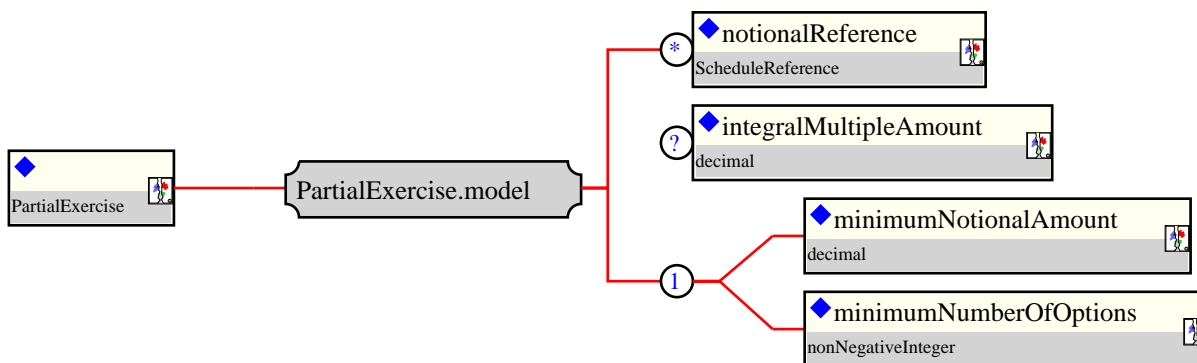 *
notionalReference
ScheduleReference
?
integralMultipleAmount
decimal
PartialExercise
PartialExercise.model
1
minimumNotionalAmount
decimal
minimumNumberOfOptions
nonNegativeInteger